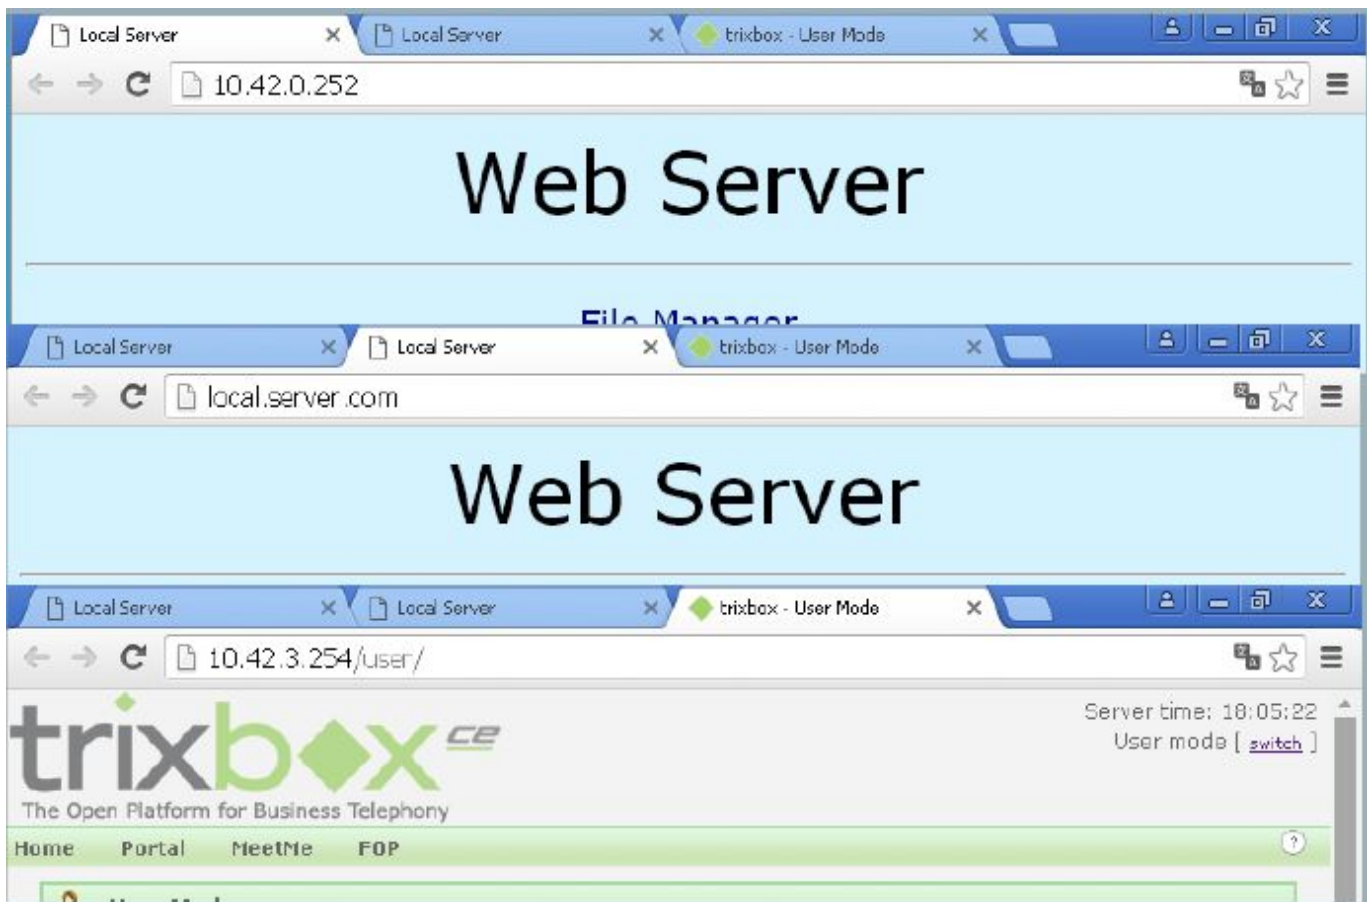 Local Server Local Server trixbox - User Mode
10.42.0.252
Web Server
File Manager
Local Server Local Server trixbox - User Mode
local.server.com
Web Server
Local Server Local Server trixbox - User Mode
10.42.3.254/user/
trixbox ce
Server time: 18:05:22
User mode [ switch ]
The Open Platform for Business Telephony
Home Portal MeetMe FOP ?